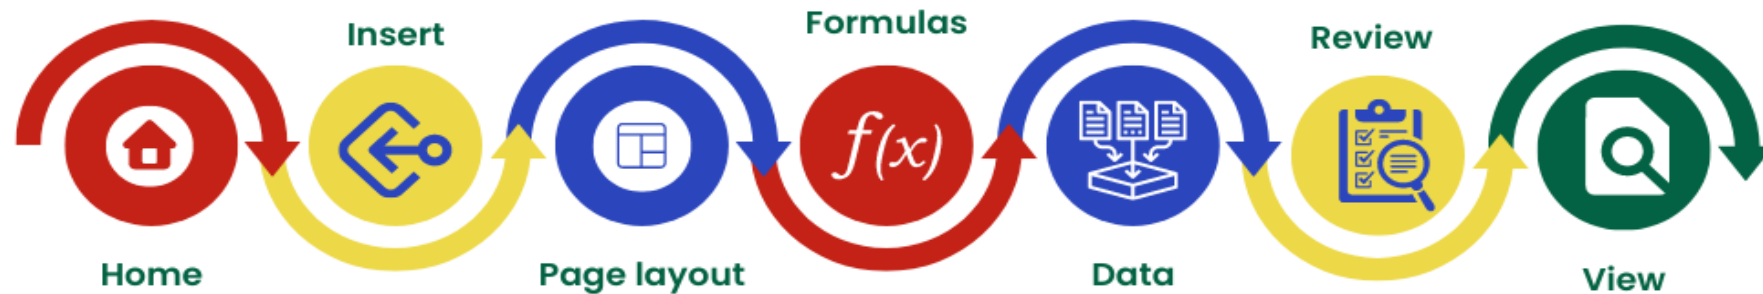 Home
Insert
Page layout
Formulas
f(x)
Data
Review
View